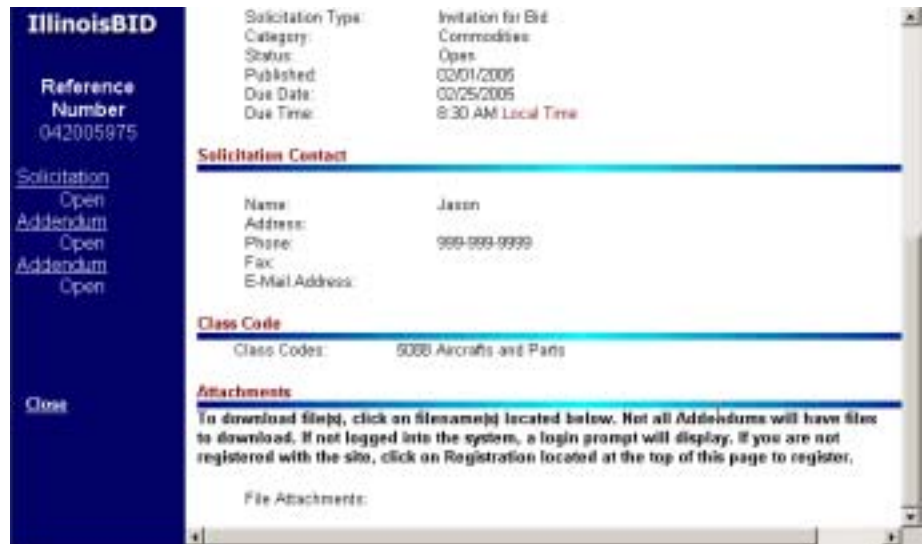 IllinoisBID
Reference
Number
042005975
Solicitation
Open
Addendum
Open
Addendum
Open
Close
Solicitation Type: Invitation for Bid
Category: Commodities
Status: Open
Published: 02/01/2005
Due Date: 02/25/2005
Due Time: 8:30 AM Local Time
Solicitation Contact
Name: Jason
Address:
Phone: 999-999-9999
Fax:
E-Mail Address:
Class Code
Class Codes: 5088 Aircrafts and Parts
Attachments
To download file(s), click on filename(s) located below. Not all Addendums will have files
to download. If not logged into the system, a login prompt will display. If you are not
registered with the site, click on Registration located at the top of this page to register.
File Attachments: